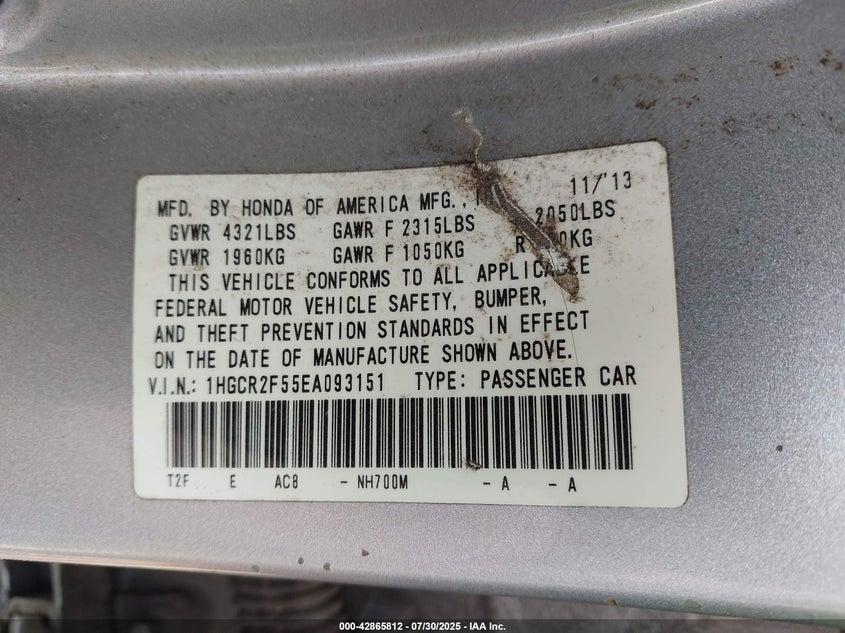 11/'13
MFD. BY HONDA OF AMERICA MFG.,
GVWR 4321LBS GAWR F 2315LBS 2050LBS
GVWR 1960KG GAWR F 1050KG R
THIS VEHICLE CONFORMS TO ALL APPLICABLE
FEDERAL MOTOR VEHICLE SAFETY, BUMPER,
AND THEFT PREVENTION STANDARDS IN EFFECT
ON THE DATE OF MANUFACTURE SHOWN ABOVE.
V.I.N.: 1HGCR2F55EA093151 TYPE: PASSENGER CAR
T2F E AC8 - NH700M - A - A
000-42865812 - 07/30/2025 - IAA Inc.